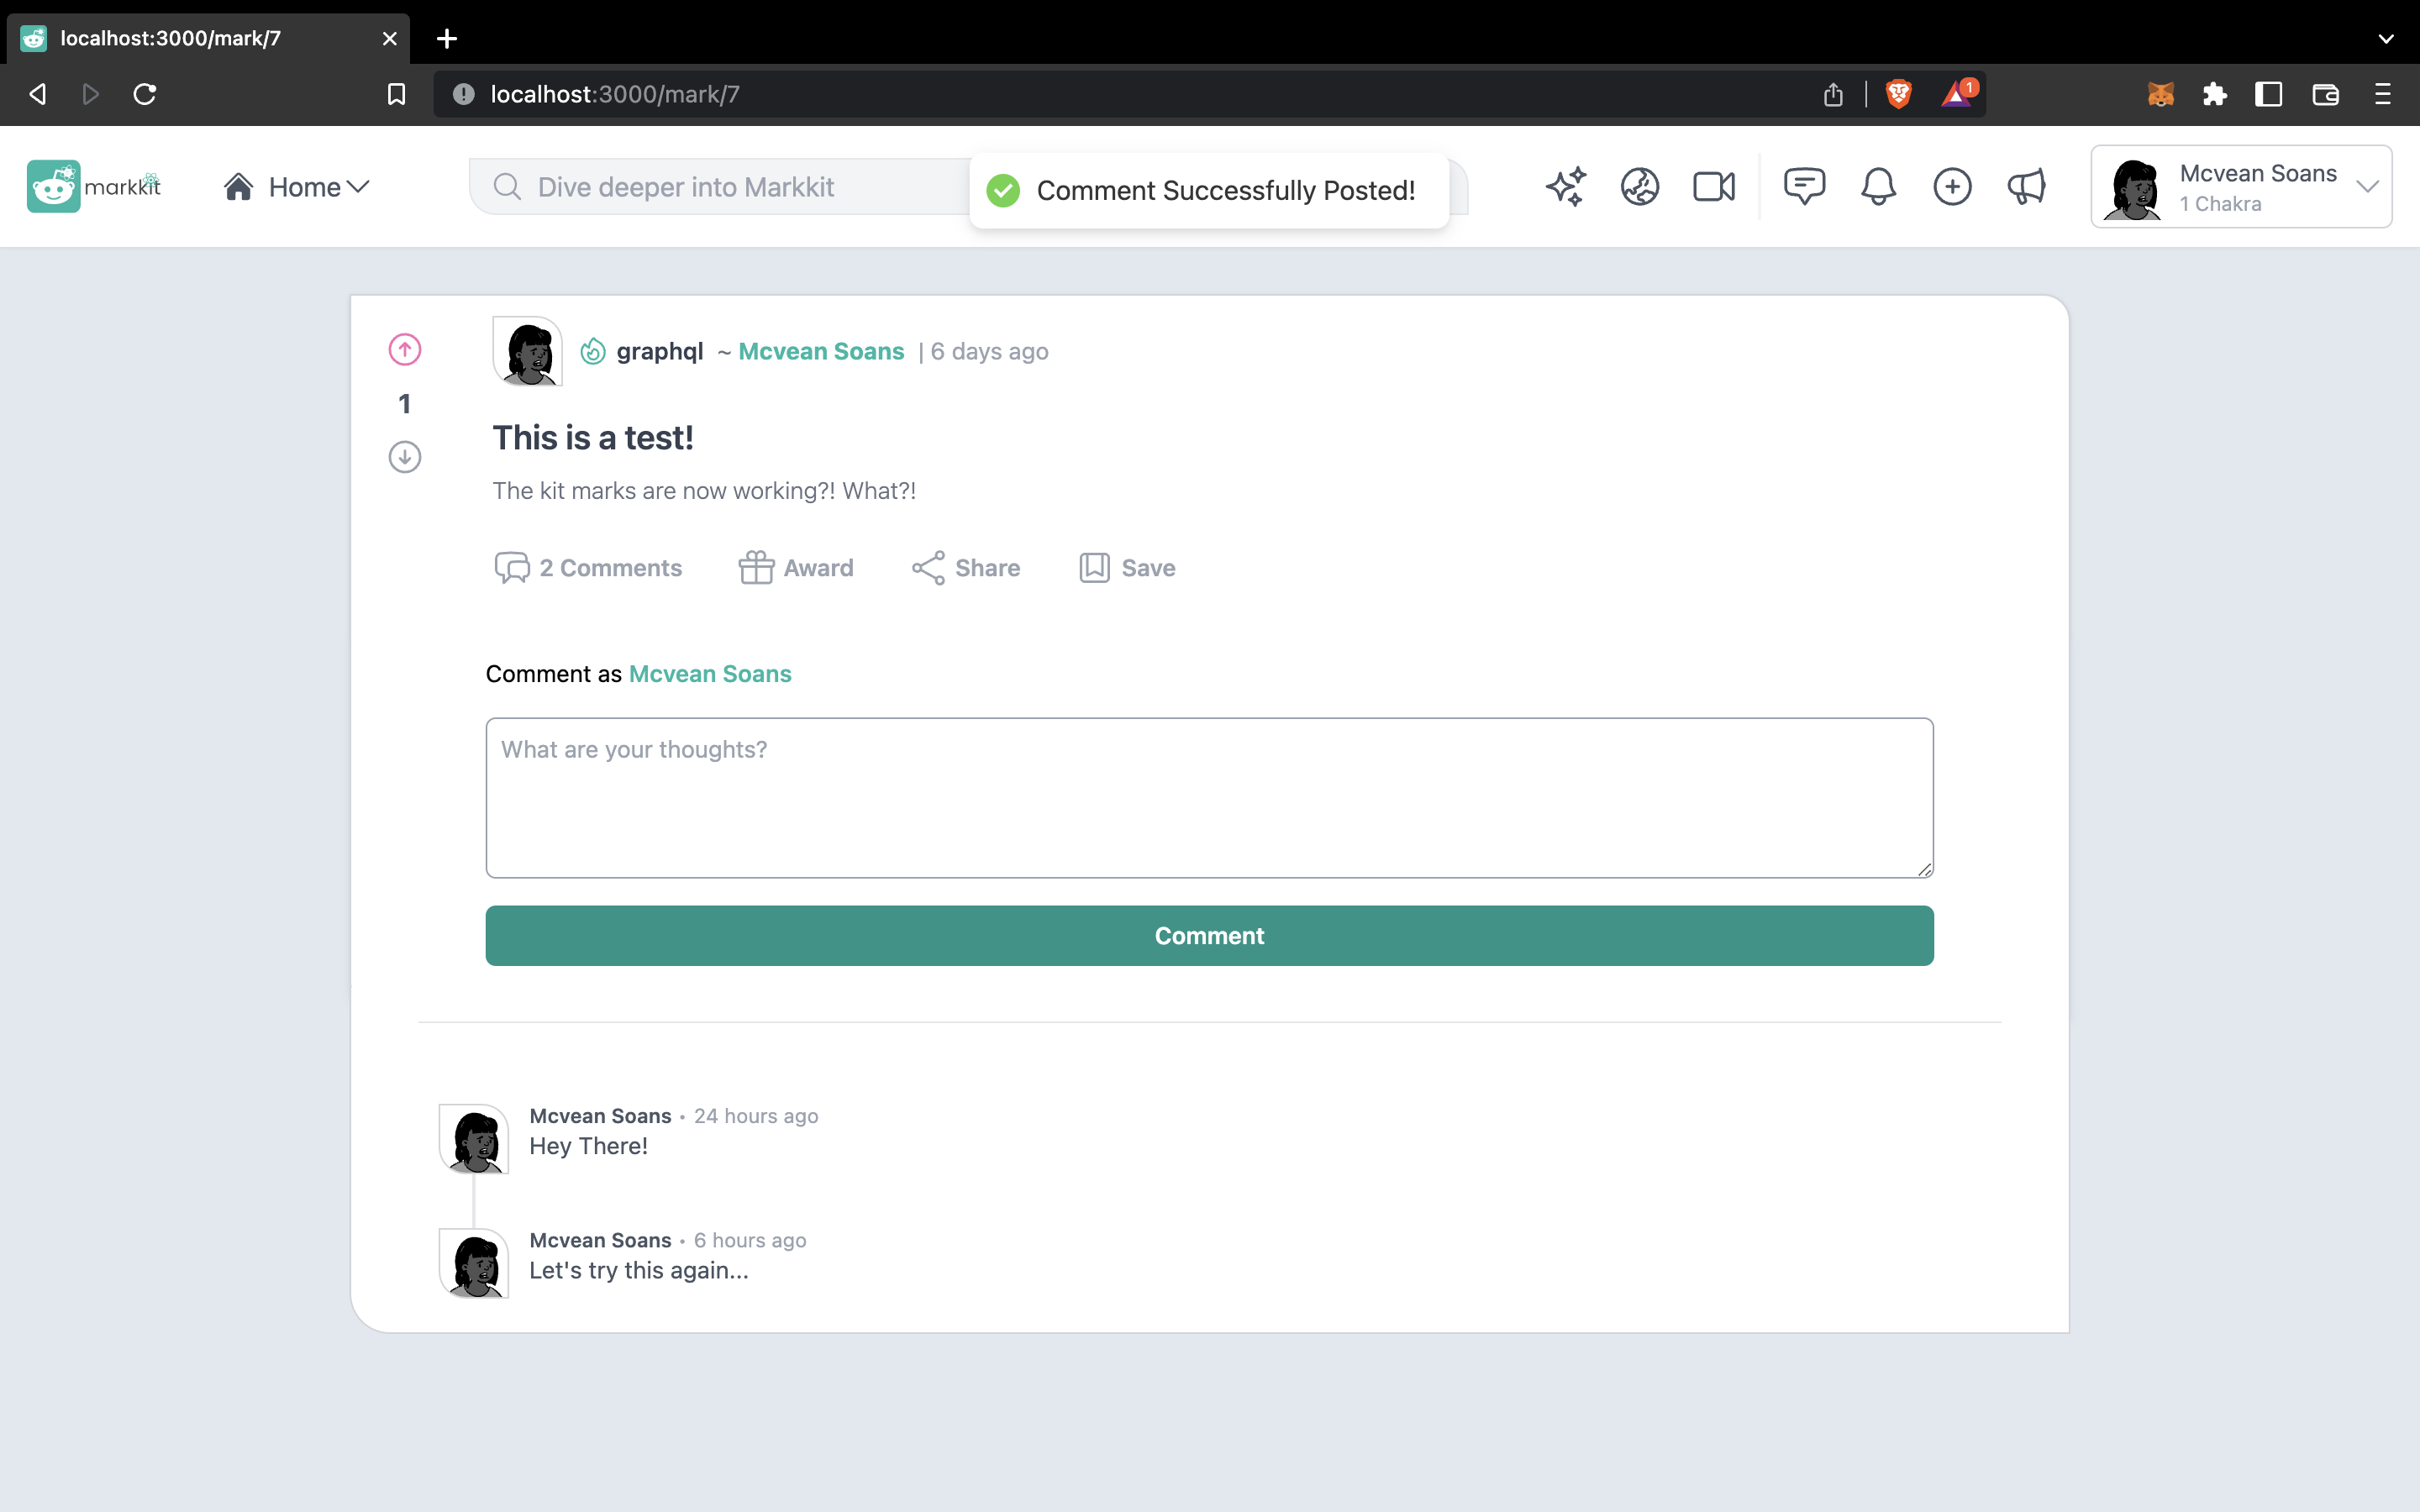 localhost:3000/mark/7
localhost:3000/mark/7
1
markkit
Home
Dive deeper into Markkit
Comment Successfully Posted!
Mcvean Soans
1 Chakra
graphql ~ Mcvean Soans | 6 days ago
1
This is a test!
The kit marks are now working?! What?!
2 Comments Award Share Save
Comment as Mcvean Soans
What are your thoughts?
Comment
Mcvean Soans • 24 hours ago
Hey There!
Mcvean Soans • 6 hours ago
Let's try this again...